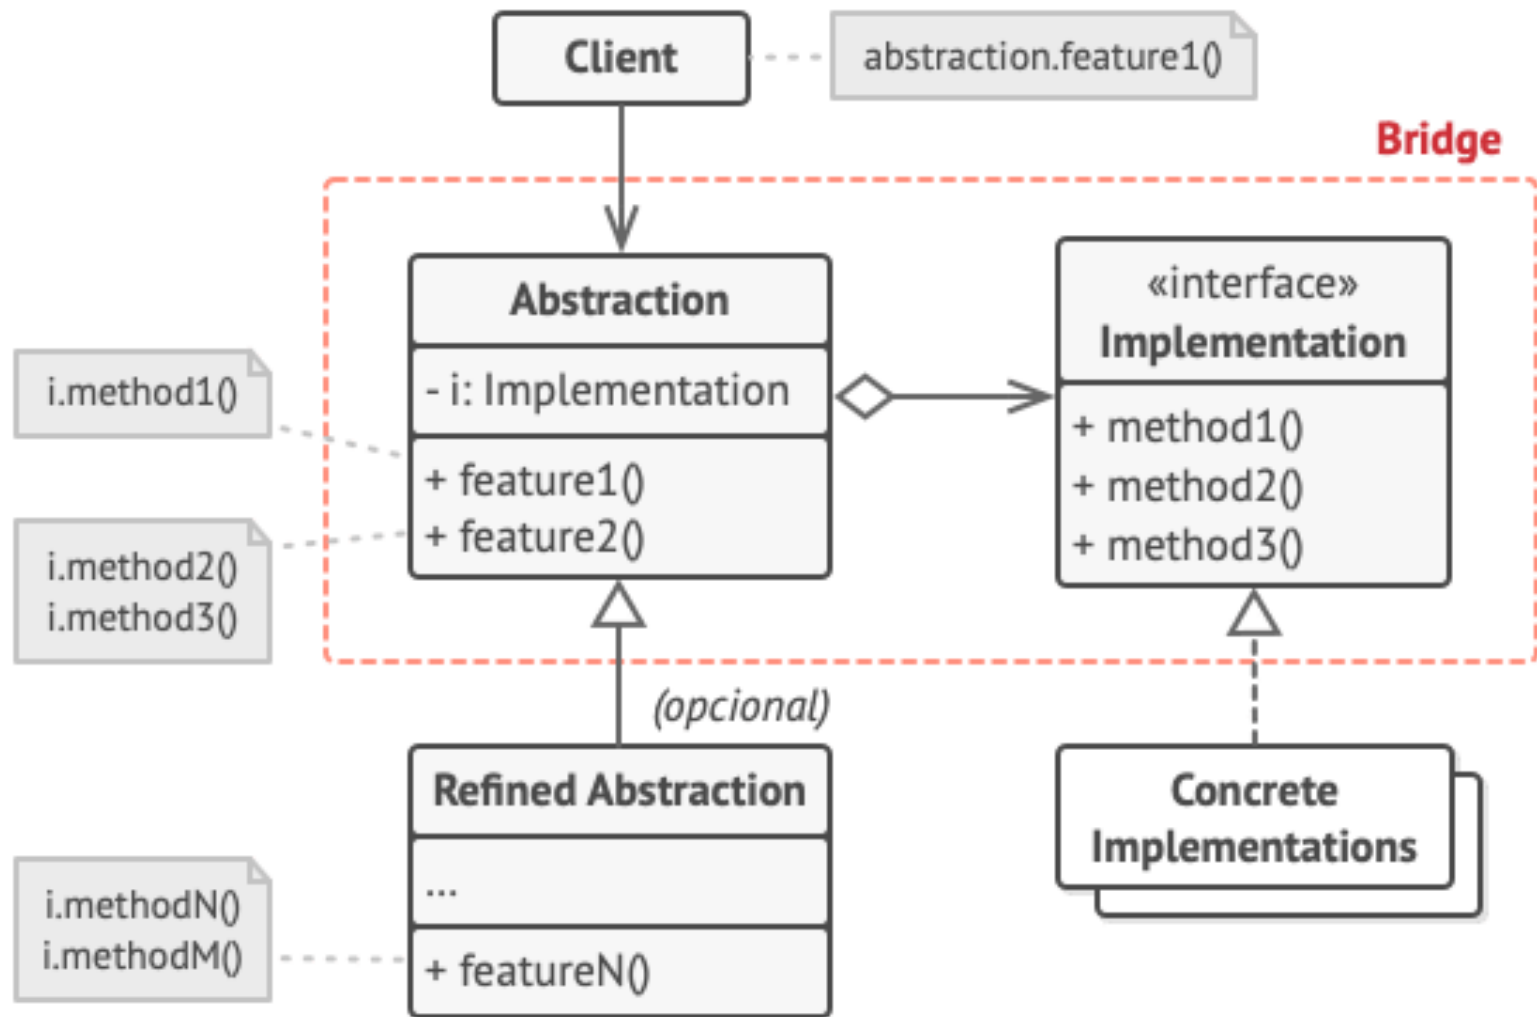 Client
abstraction.feature1()
Bridge
Abstraction
- i: Implementation
+ feature1()
+ feature2()
«interface»
Implementation
+ method1()
+ method2()
+ method3()
i.method1()
i.method2()
i.method3()
(opcional)
Refined Abstraction
...
+ featureN()
i.methodN()
i.methodM()
Concrete
Implementations